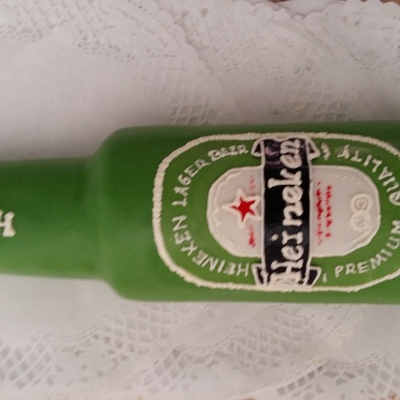 H
HEINEKEN LAGER BEER
Heineken
PREMIUM QUALITY